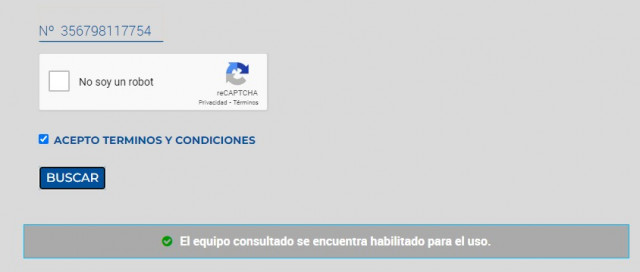 Nº 356798117754
No soy un robot
reCAPTCHA
Privacidad - Términos
ACEPTO TERMINOS Y CONDICIONES
BUSCAR
El equipo consultado se encuentra habilitado para el uso.